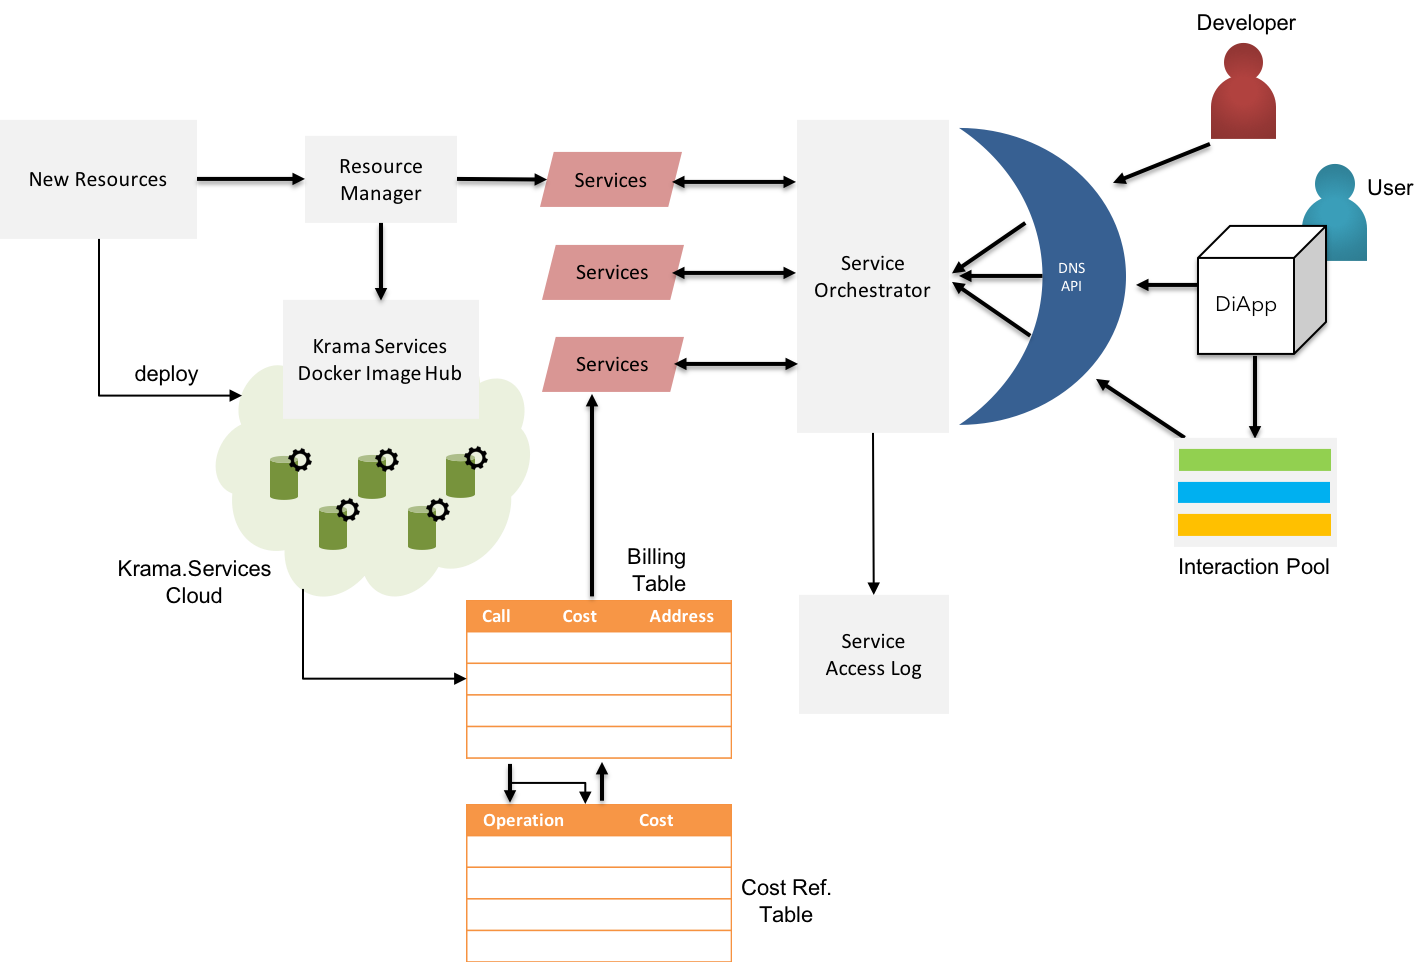 Developer
User
New Resources
Resource
Manager
Services
Services
Services
Service
Orchestrator
DNS
API
DiApp
Krama Services
Docker Image Hub
deploy
Krama.Services
Cloud
Interaction Pool
Billing
Table
Call Cost Address
Service
Access Log
Operation Cost
Cost Ref.
Table